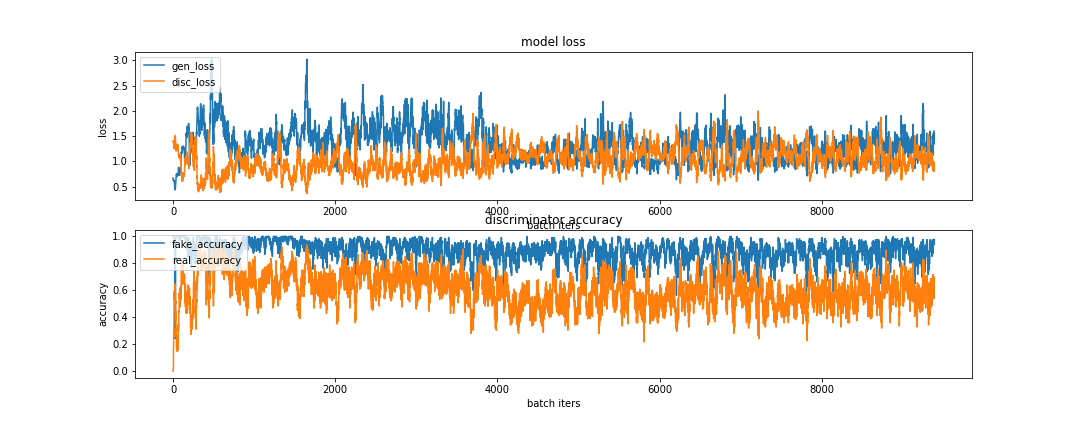 model loss
3.0
2.5
2.0
1.5
1.0
0.5
loss
gen_loss
disc_loss
0 2000 4000 6000 8000
batch iters
discriminator accuracy
1.0
0.8
0.6
0.4
0.2
0.0
accuracy
fake_accuracy
real_accuracy
0 2000 4000 6000 8000
batch iters